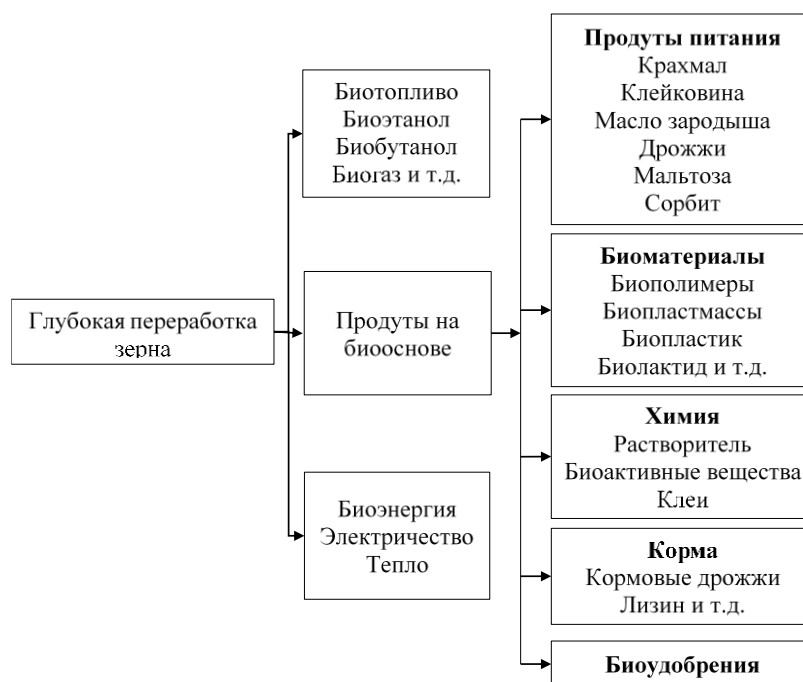 Глубокая переработка
зерна
Биотопливо
Биоэтанол
Биобутанол
Биогаз и т.д.
Продуты на
биооснове
Биоэнергия
Электричество
Тепло
Продуты питания
Крахмал
Клейковина
Масло зародыша
Дрожжи
Мальтоза
Сорбит
Биоматериалы
Биополимеры
Биопластмассы
Биопластик
Биолактид и т.д.
Химия
Растворитель
Биоактивные вещества
Клеи
Корма
Кормовые дрожжи
Лизин и т.д.
Биоудобрения